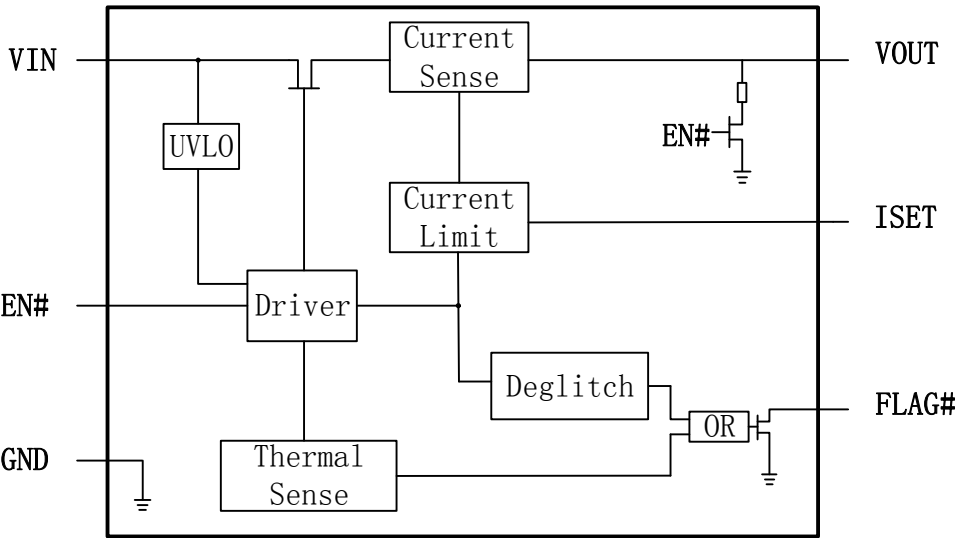 Current
Sense
VIN
VOUT
EN#
UVLO
Current
Limit
ISET
EN#
Driver
Deglitch
FLAG#
OR
GND
Thermal
Sense